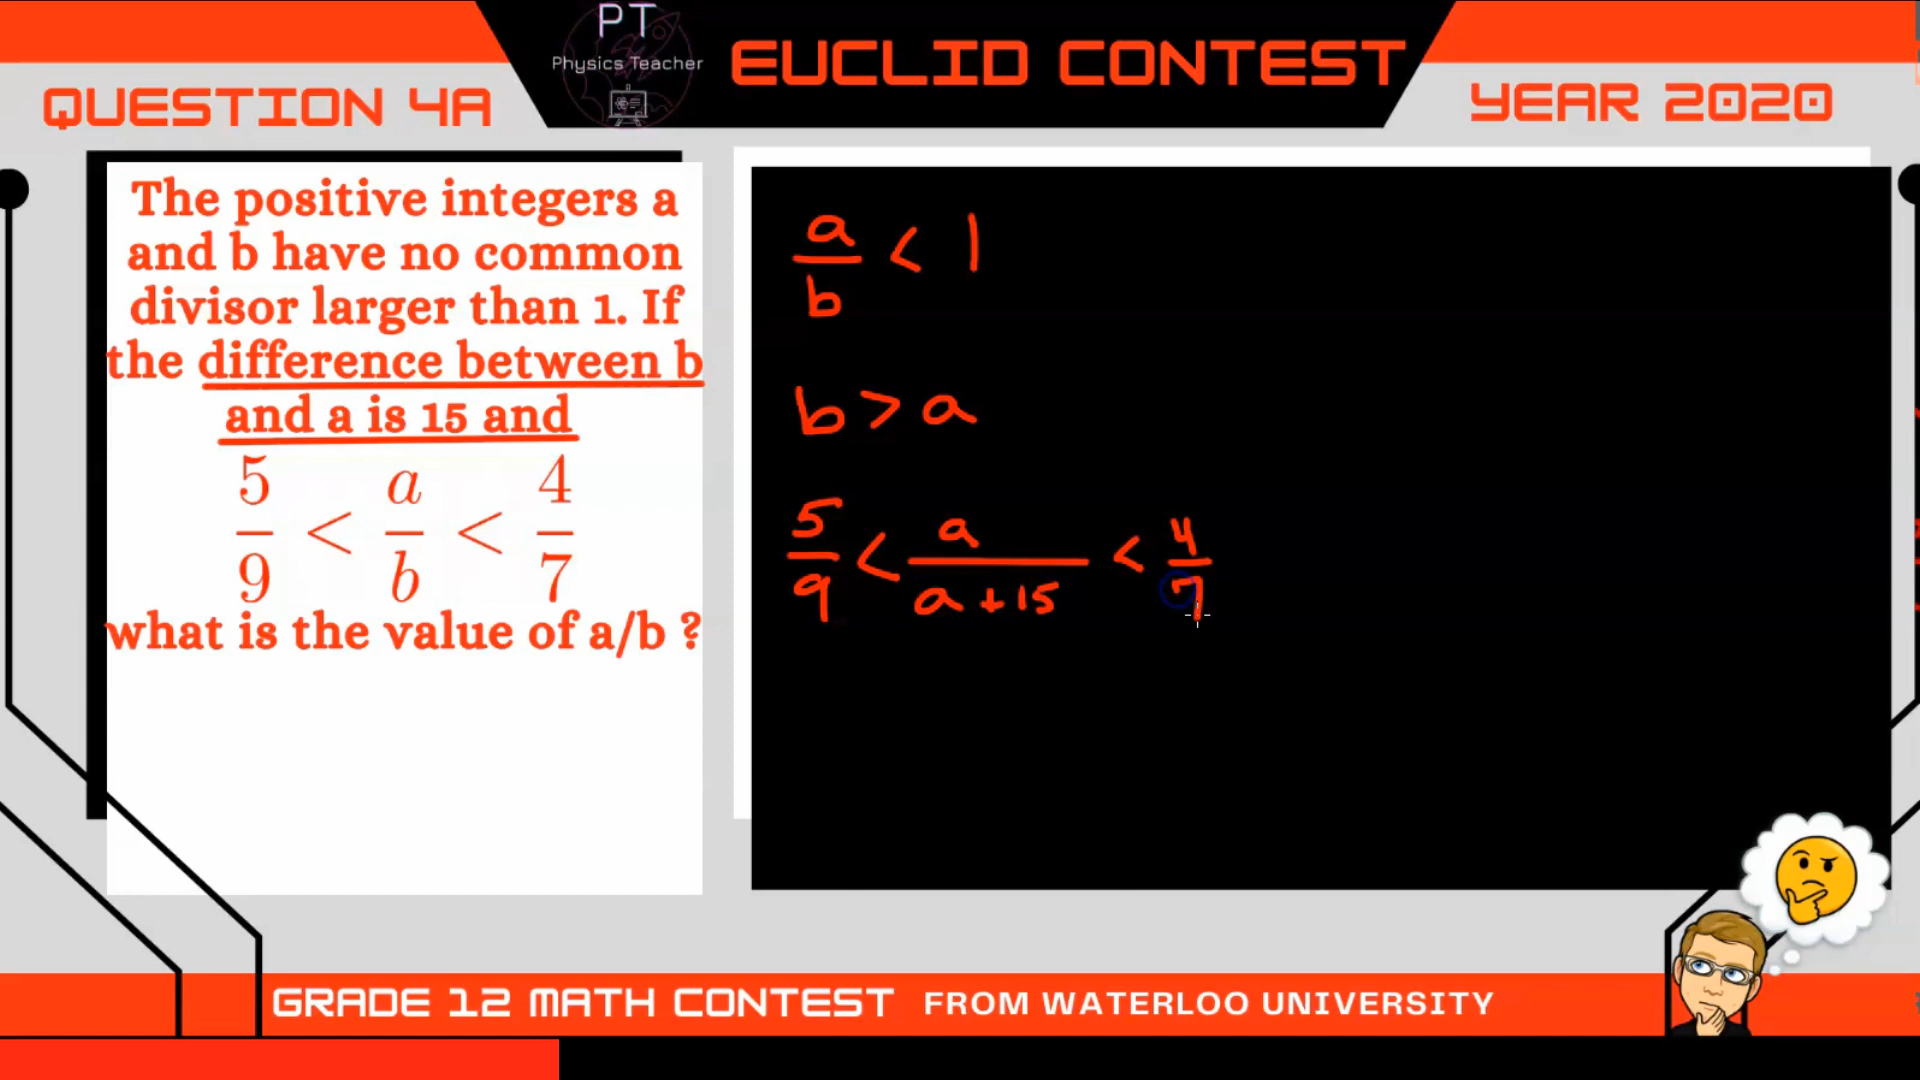 PT
Physics Teacher
EUCLID CONTEST
QUESTION 4A
YEAR 2020
The positive integers a
and b have no common
divisor larger than 1. If
the difference between b
and a is 15 and
5/9 < a/b < 4/7
what is the value of a/b ?
a/b < 1
b > a
5/9 < a/a+15 < 4/7
GRADE 12 MATH CONTEST FROM WATERLOO UNIVERSITY